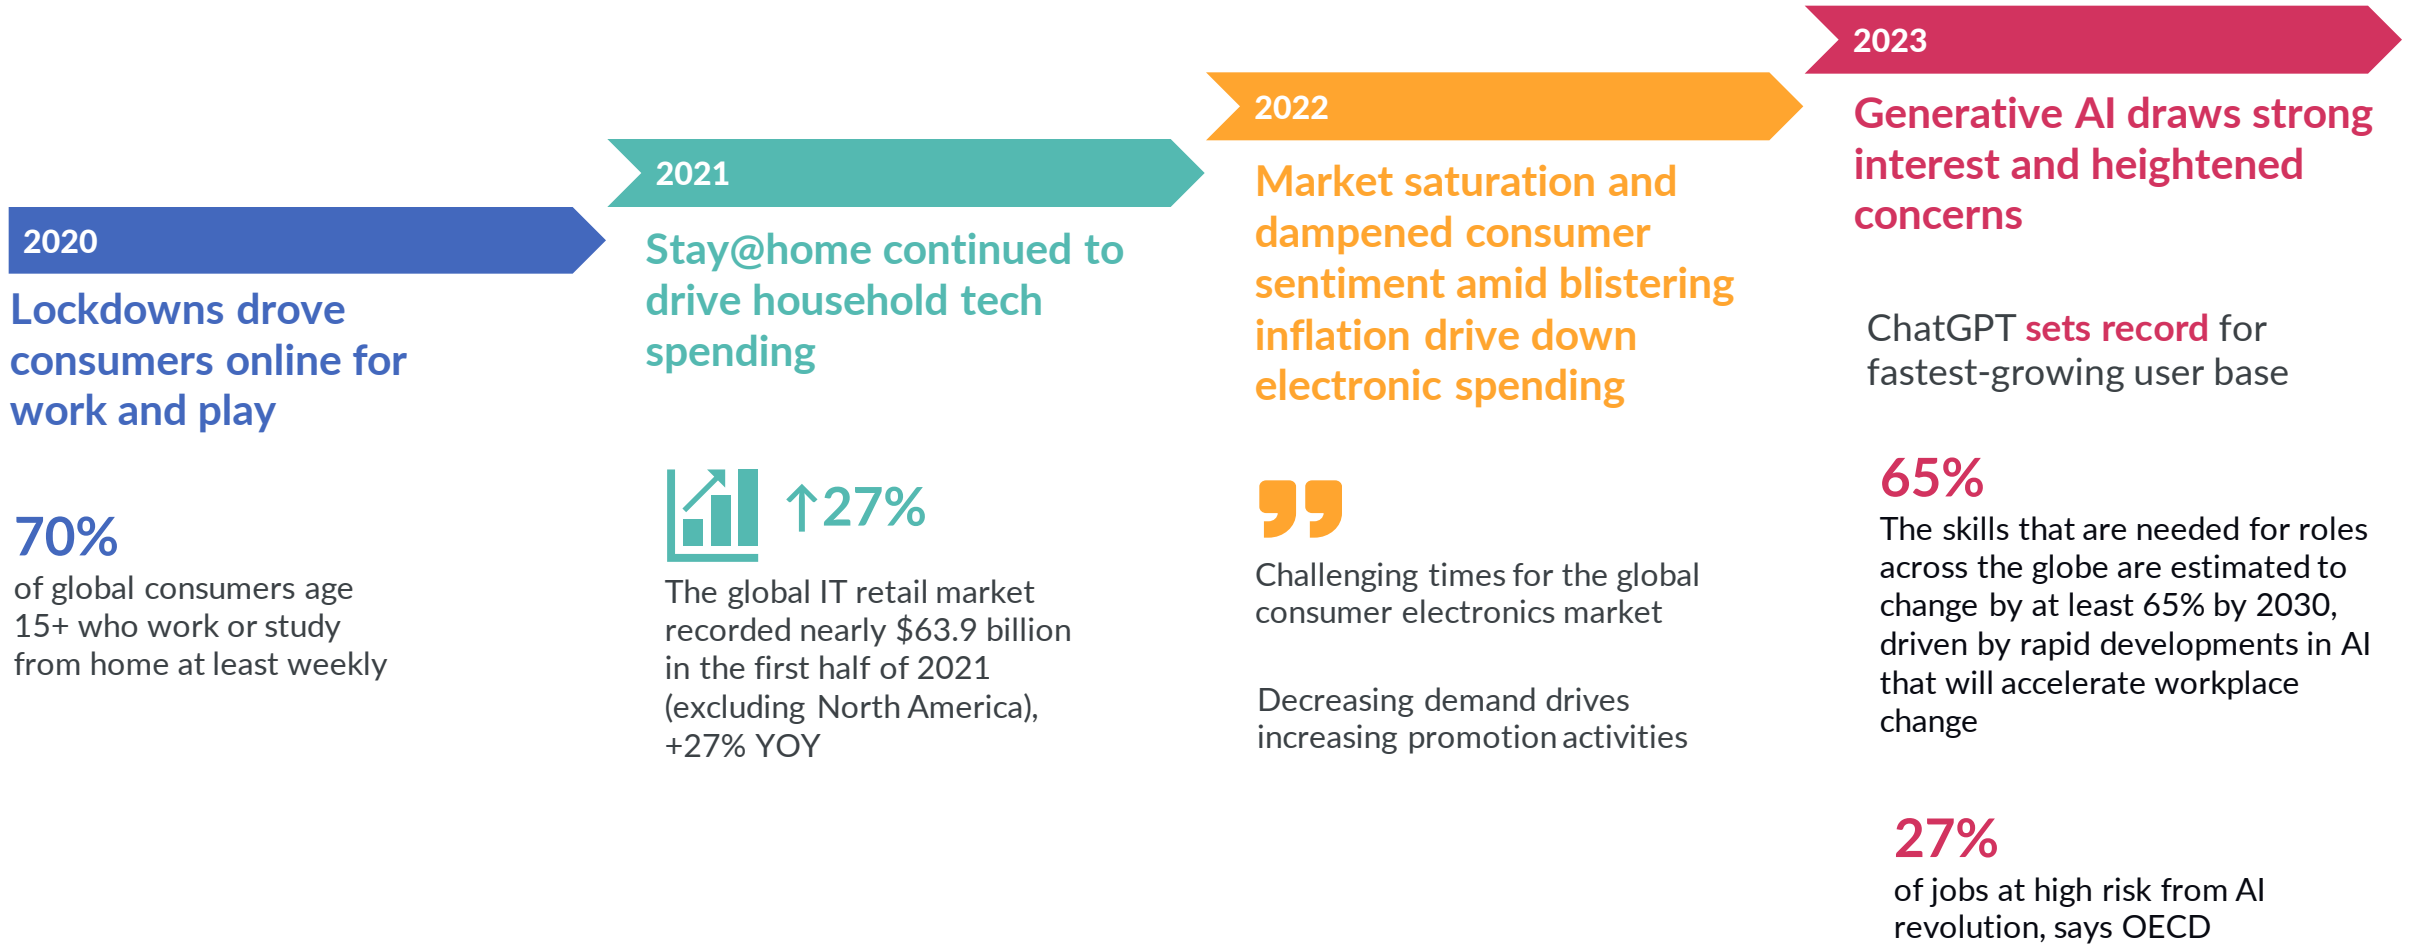 2020
Lockdowns drove
consumers online for
work and play
70%
of global consumers age
15+ who work or study
from home at least weekly
2021
Stay@home continued to
drive household tech
spending
↑27%
The global IT retail market
recorded nearly $63.9 billion
in the first half of 2021
(excluding North America),
+27% YOY
2022
Market saturation and
dampened consumer
sentiment amid blistering
inflation drive down
electronic spending
Challenging times for the global
consumer electronics market
Decreasing demand drives
increasing promotion activities
2023
Generative AI draws strong
interest and heightened
concerns
ChatGPT sets record for
fastest-growing user base
65%
The skills that are needed for roles
across the globe are estimated to
change by at least 65% by 2030,
driven by rapid developments in AI
that will accelerate workplace
change
27%
of jobs at high risk from AI
revolution, says OECD